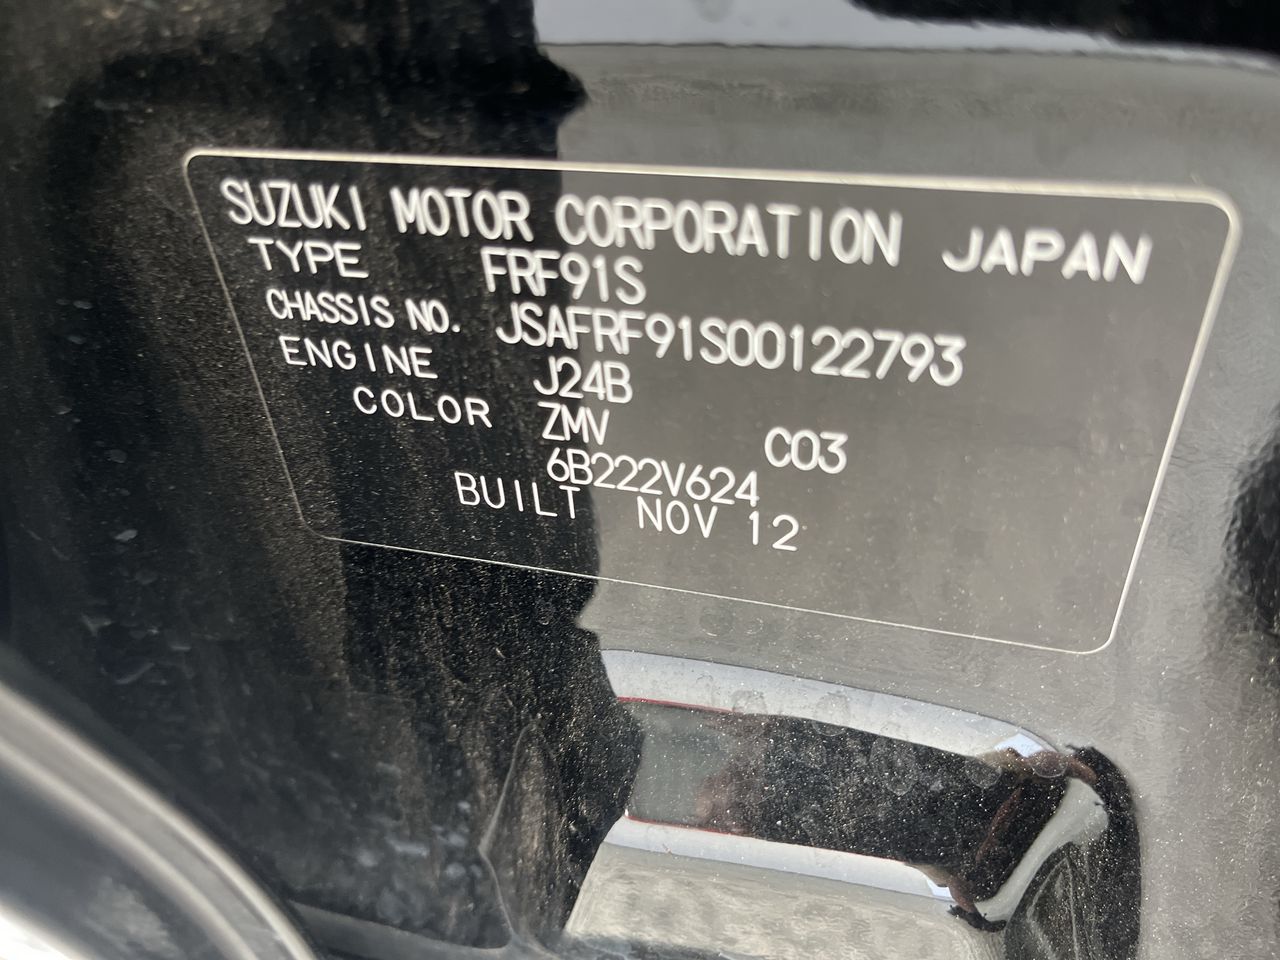 SUZUKI MOTOR CORPORATION JAPAN
TYPE FRF91S
CHASSIS NO. JSAFRF91S00122793
ENGINE J24B
COLOR ZMV C03
6B222V624
BUILT NOV 12